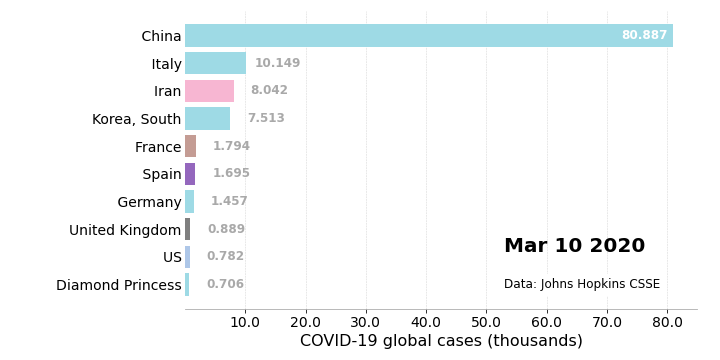 China 80.887
Italy 10.149
Iran 8.042
Korea, South 7.513
France 1.794
Spain 1.695
Germany 1.457
United Kingdom 0.889
US 0.782
Diamond Princess 0.706
Mar 10 2020
Data: Johns Hopkins CSSE
10.0 20.0 30.0 40.0 50.0 60.0 70.0 80.0
COVID-19 global cases (thousands)